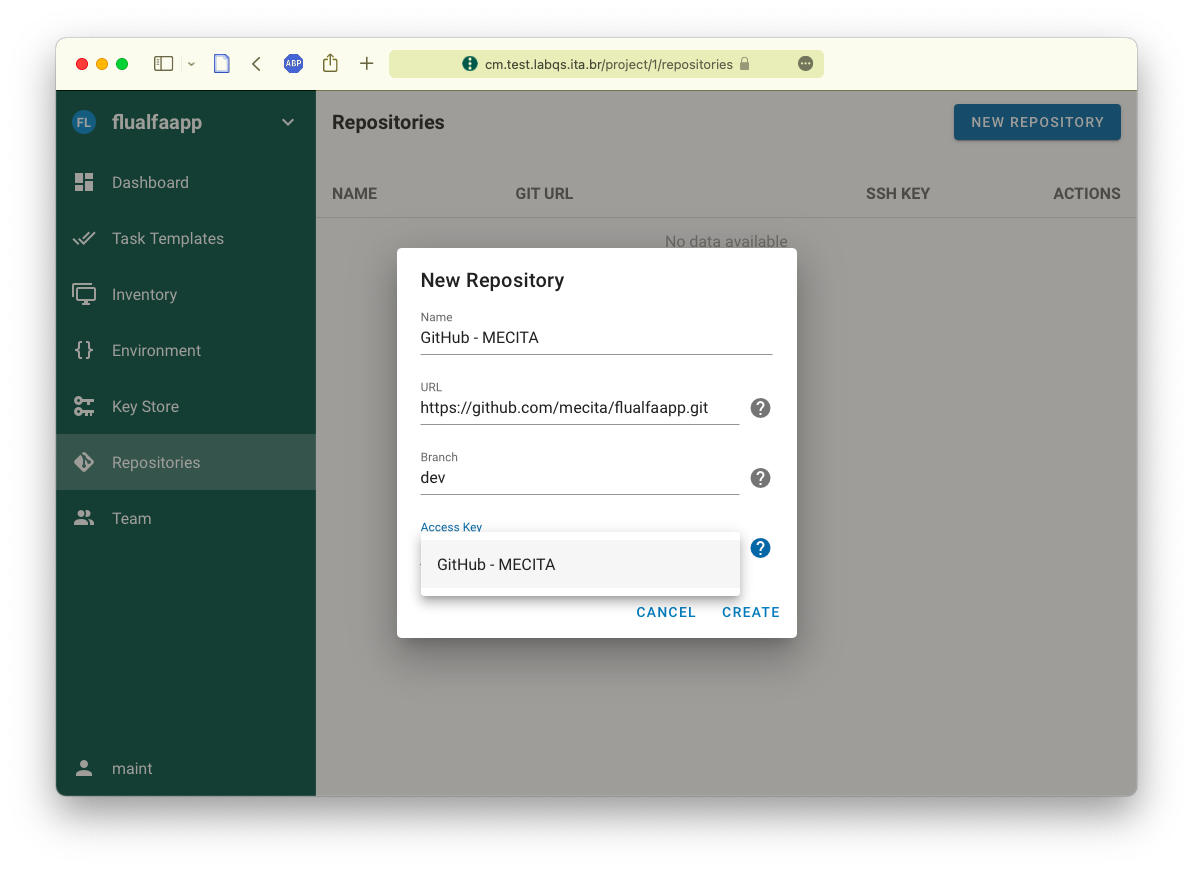 ABP
cm.test.labqs.ita.br/project/1/repositories
FL flualfaapp
Dashboard
Task Templates
Inventory
Environment
Key Store
Repositories
Team
maint
Repositories
NEW REPOSITORY
NAME GIT URL SSH KEY ACTIONS
No data available
New Repository
Name
GitHub - MECITA
URL
https://github.com/mecita/flualfaapp.git
Branch
dev
Access Key
GitHub - MECITA
CANCEL CREATE